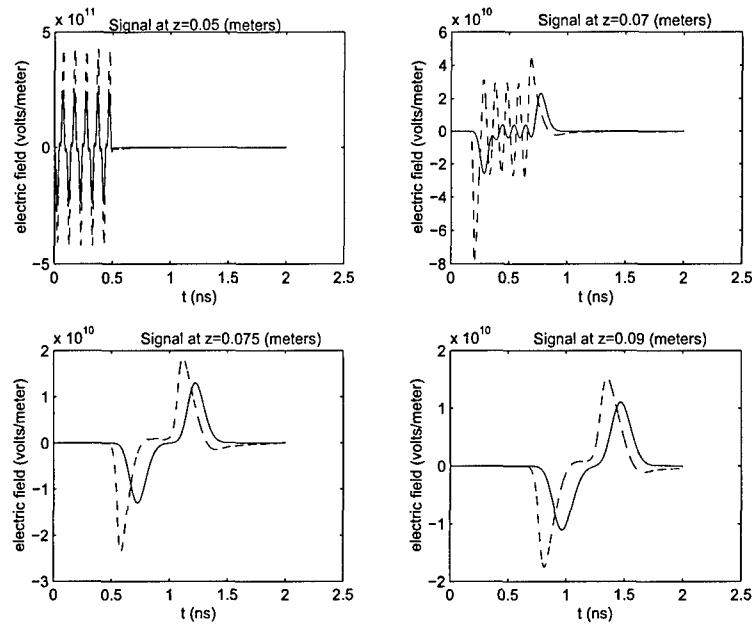 Signal at z=0.05 (meters)
x 10^11
5
0
−5
0 0.5 1 1.5 2 2.5
t (ns)
electric field (volts/meter)
Signal at z=0.07 (meters)
x 10^10
6
4
2
0
−2
−4
−6
−8
0 0.5 1 1.5 2 2.5
t (ns)
electric field (volts/meter)
Signal at z=0.075 (meters)
x 10^10
2
1
0
−1
−2
−3
0 0.5 1 1.5 2 2.5
t (ns)
electric field (volts/meter)
Signal at z=0.09 (meters)
x 10^10
2
1
0
−1
−2
0 0.5 1 1.5 2 2.5
t (ns)
electric field (volts/meter)